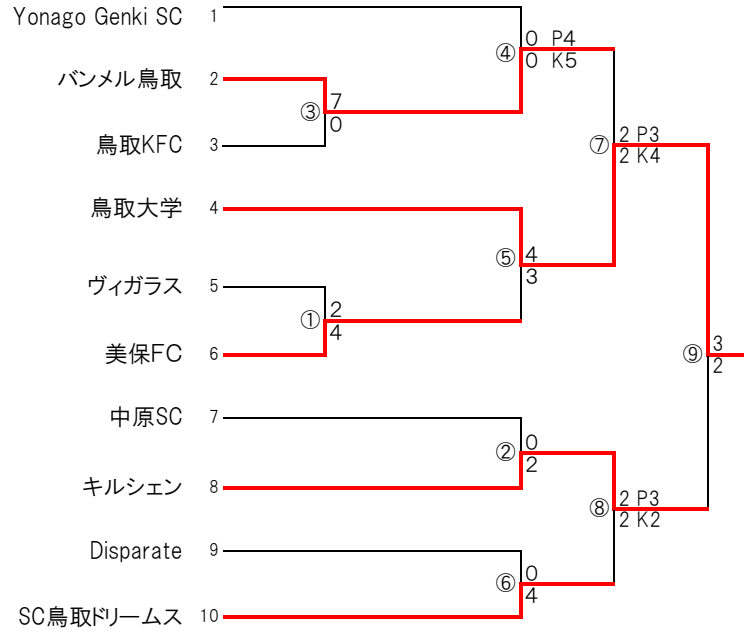 Yonago Genki SC 1
0 P4
④
0 K5
バンメル鳥取 2
7
③
0
鳥取KFC 3
2 P3
⑦
2 K4
鳥取大学 4
4
⑤
3
ヴィガラス 5
2
①
4
美保FC 6
3
⑨
2
中原SC 7
0
②
2
キルシェン 8
2 P3
⑧
2 K2
Disparate 9
0
⑥
4
SC鳥取ドリームス 10